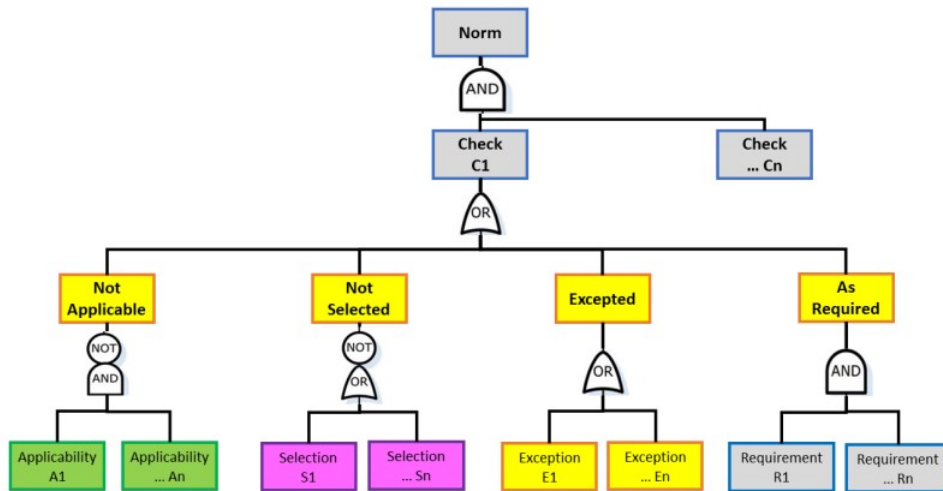 Norm
AND
Check
C1
Check
... Cn
OR
Not
Applicable
Not
Selected
Excepted
As
Required
NOT
AND
NOT
OR
OR
AND
Applicability
A1
Applicability
... An
Selection
S1
Selection
... Sn
Exception
E1
Exception
... En
Requirement
R1
Requirement
... Rn